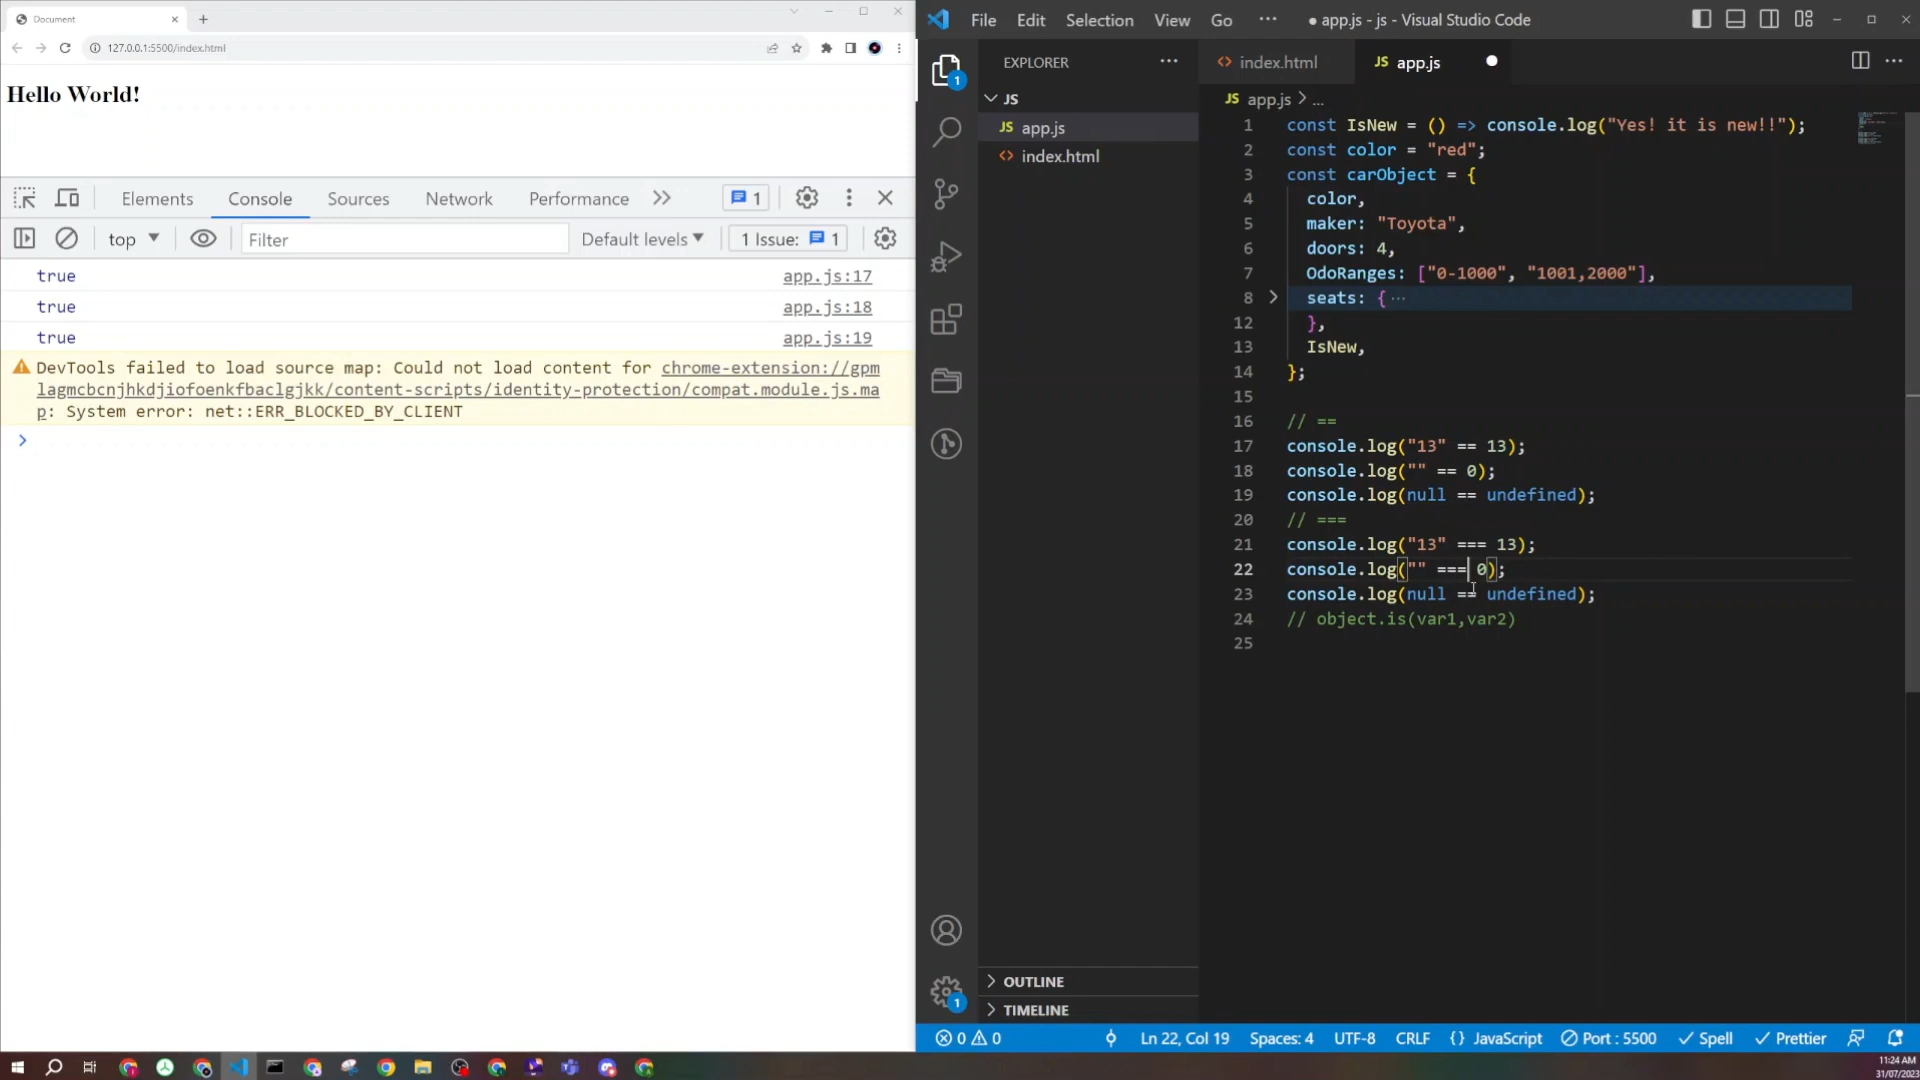 Document
127.0.0.1:5500/index.html
Hello World!
Elements Console Sources Network Performance 1
top Filter Default levels 1 Issue: 1
true app.js:17
true app.js:18
true app.js:19
DevTools failed to load source map: Could not load content for chrome-extension://gpm
lagmcbcnjhkdjiofoenkfbaclgjkk/content-scripts/identity-protection/compat.module.js.ma
p: System error: net::ERR_BLOCKED_BY_CLIENT
>
File Edit Selection View Go ··· ● app.js - js - Visual Studio Code
1
EXPLORER ···
JS
JS app.js
<> index.html
OUTLINE
TIMELINE
1
<> index.html JS app.js ●
JS app.js > ...
1 const IsNew = () => console.log("Yes! it is new!!");
2 const color = "red";
3 const carObject = {
4 color,
5 maker: "Toyota",
6 doors: 4,
7 OdoRanges: ["0-1000", "1001,2000"],
8 > seats: { ···
12 },
13 IsNew,
14 };
15
16 // ==
17 console.log("13" == 13);
18 console.log("" == 0);
19 console.log(null == undefined);
20 // ===
21 console.log("13" === 13);
22 console.log("" === 0);
23 console.log(null == undefined);
24 // object.is(var1,var2)
25
0 0 Ln 22, Col 19 Spaces: 4 UTF-8 CRLF {} JavaScript Port : 5500 Spell Prettier
11:24 AM
31/07/2023